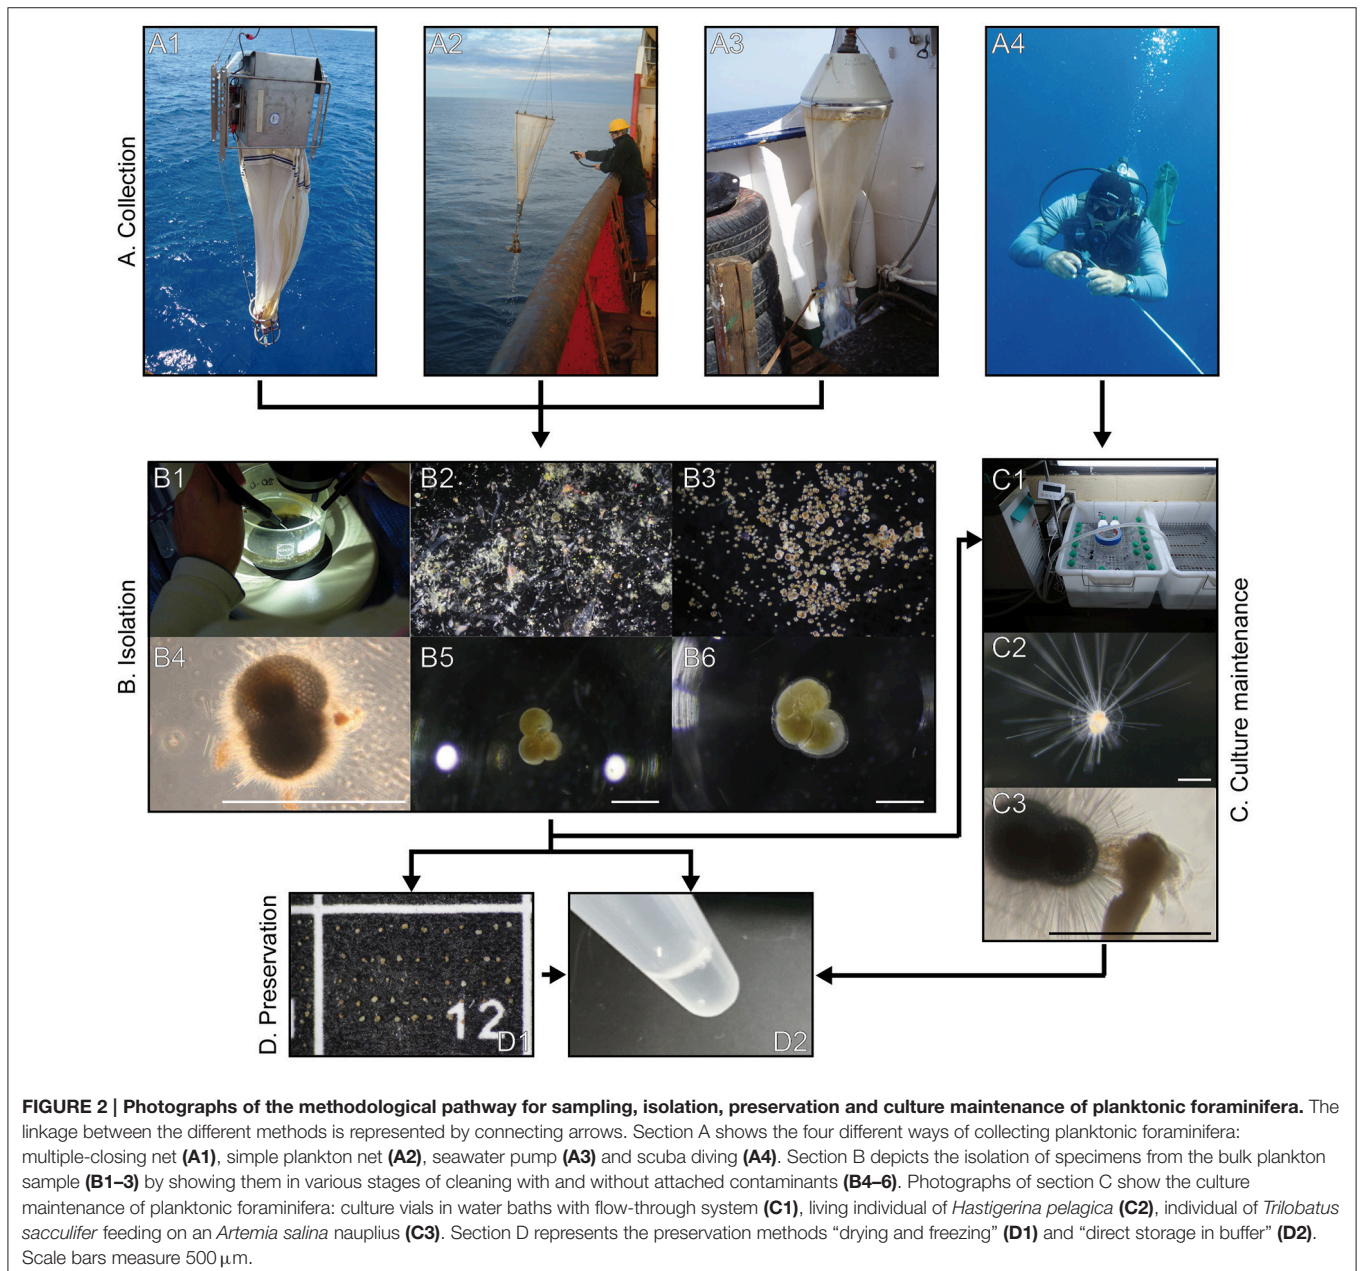 A. Collection
A1
A2
A3
A4
B. Isolation
B1
B2
B3
B4
B5
B6
C1
C2
C3
C. Culture maintenance
D. Preservation
12
D1
D2
FIGURE 2 | Photographs of the methodological pathway for sampling, isolation, preservation and culture maintenance of planktonic foraminifera. The
linkage between the different methods is represented by connecting arrows. Section A shows the four different ways of collecting planktonic foraminifera:
multiple-closing net (A1), simple plankton net (A2), seawater pump (A3) and scuba diving (A4). Section B depicts the isolation of specimens from the bulk plankton
sample (B1–3) by showing them in various stages of cleaning with and without attached contaminants (B4–6). Photographs of section C show the culture
maintenance of planktonic foraminifera: culture vials in water baths with flow-through system (C1), living individual of Hastigerina pelagica (C2), individual of Trilobatus
sacculifer feeding on an Artemia salina nauplius (C3). Section D represents the preservation methods “drying and freezing” (D1) and “direct storage in buffer” (D2).
Scale bars measure 500 μm.